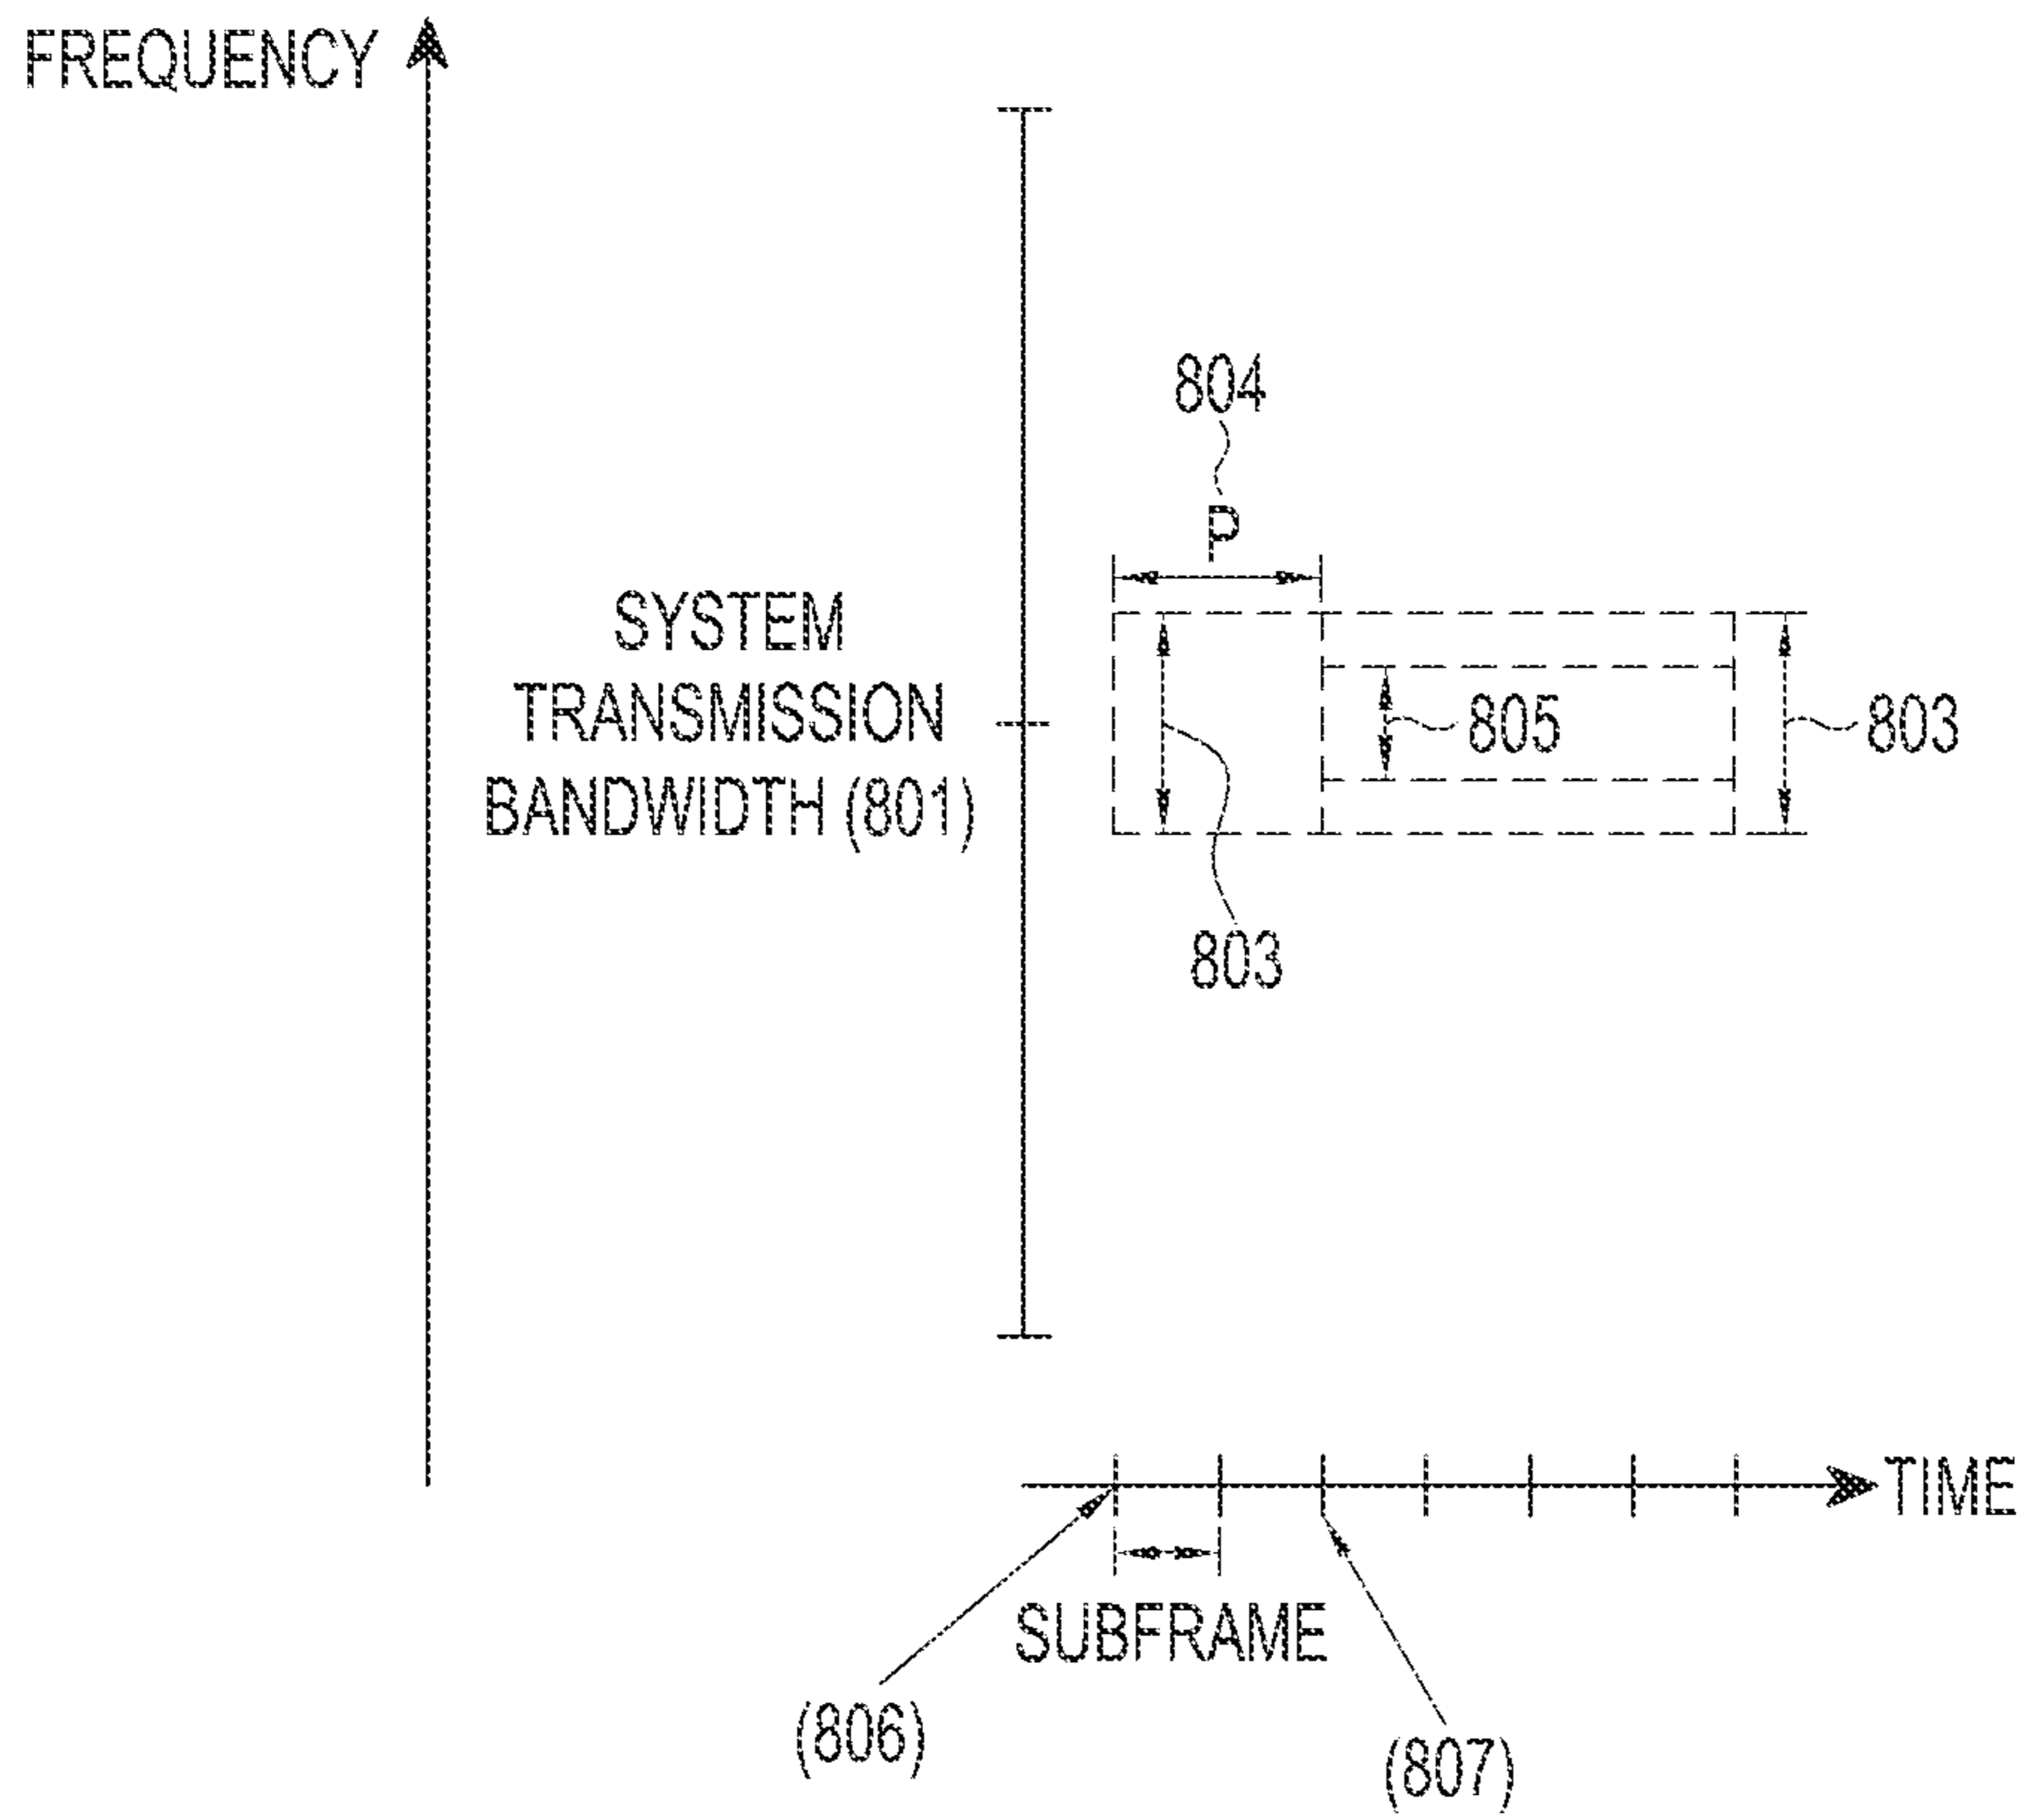 FREQUENCY
804
P
SYSTEM
TRANSMISSION
BANDWIDTH (801)
805
803
803
TIME
SUBFRAME
(806)
(807)